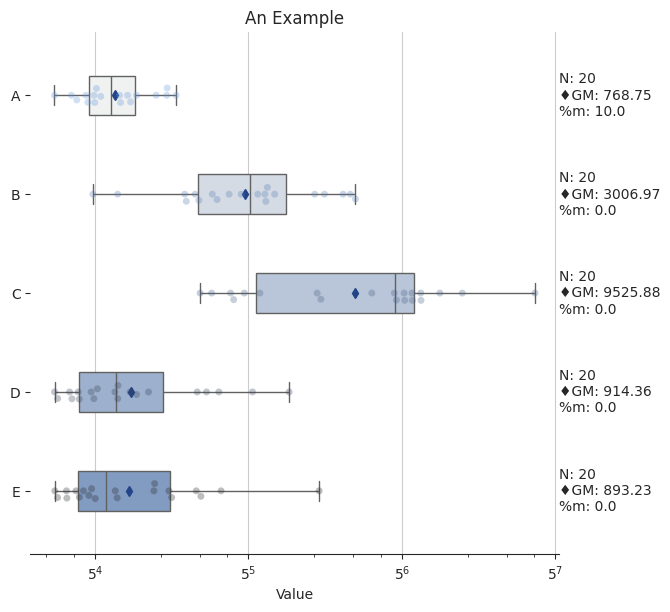 An Example
A
N: 20
♦GM: 768.75
%m: 10.0
B
N: 20
♦GM: 3006.97
%m: 0.0
C
N: 20
♦GM: 9525.88
%m: 0.0
D
N: 20
♦GM: 914.36
%m: 0.0
E
N: 20
♦GM: 893.23
%m: 0.0
5⁴ 5⁵ 5⁶ 5⁷
Value